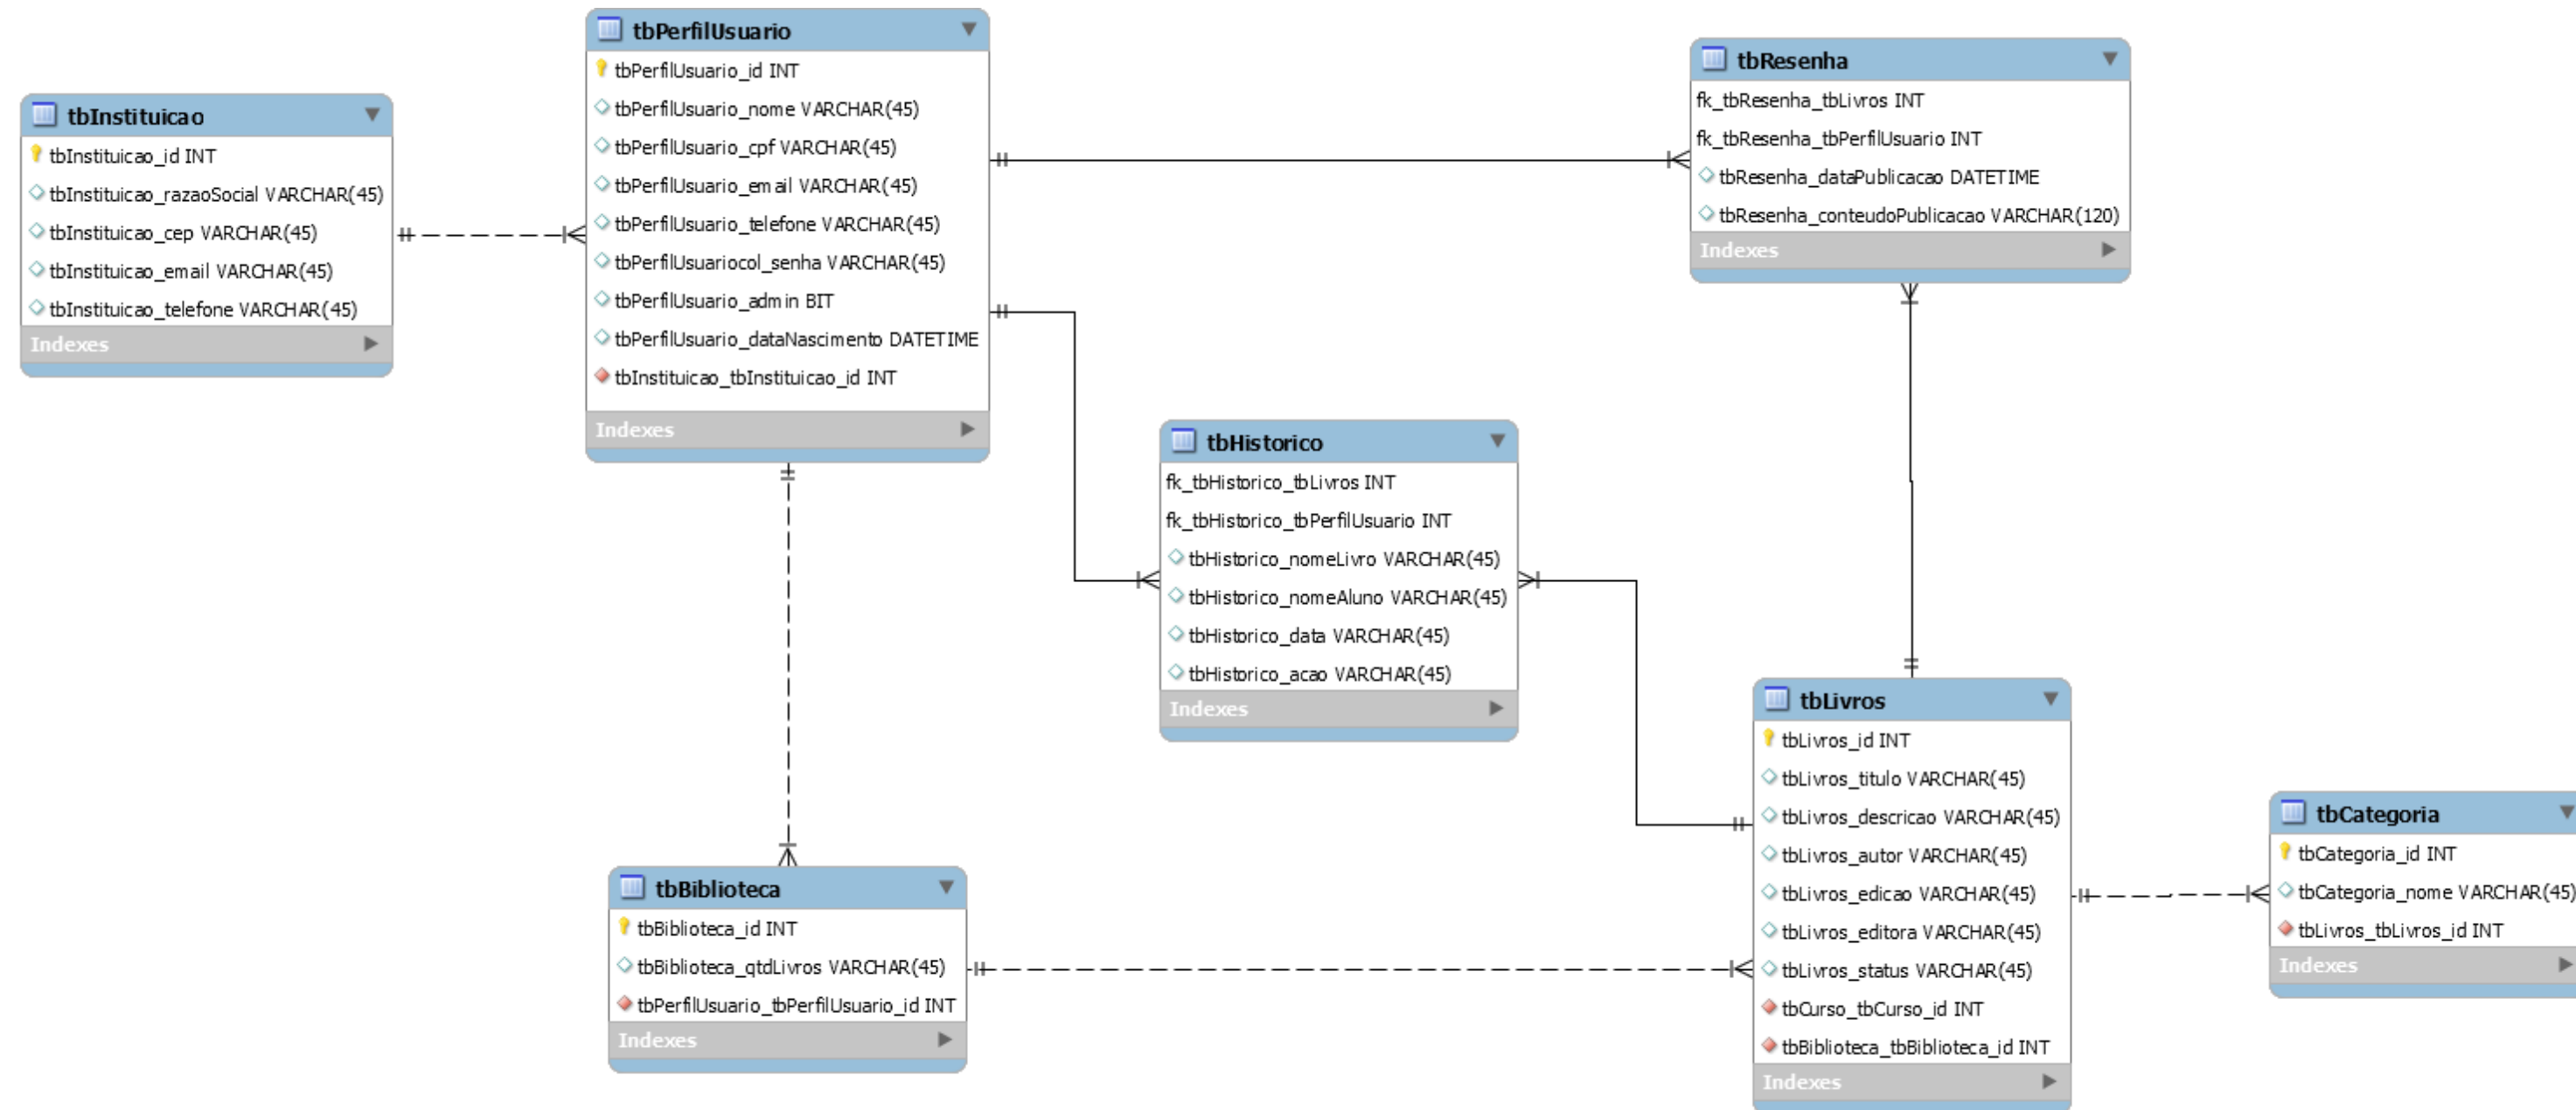 tbInstituicao
tbInstituicao_id INT
tbInstituicao_razaoSocial VARCHAR(45)
tbInstituicao_cep VARCHAR(45)
tbInstituicao_email VARCHAR(45)
tbInstituicao_telefone VARCHAR(45)
Indexes
tbPerfilUsuario
tbPerfilUsuario_id INT
tbPerfilUsuario_nome VARCHAR(45)
tbPerfilUsuario_cpf VARCHAR(45)
tbPerfilUsuario_email VARCHAR(45)
tbPerfilUsuario_telefone VARCHAR(45)
tbPerfilUsuariocol_senha VARCHAR(45)
tbPerfilUsuario_admin BIT
tbPerfilUsuario_dataNascimento DATETIME
tbInstituicao_tbInstituicao_id INT
Indexes
tbResenha
fk_tbResenha_tbLivros INT
fk_tbResenha_tbPerfilUsuario INT
tbResenha_dataPublicacao DATETIME
tbResenha_conteudoPublicacao VARCHAR(120)
Indexes
tbHistorico
fk_tbHistorico_tbLivros INT
fk_tbHistorico_tbPerfilUsuario INT
tbHistorico_nomeLivro VARCHAR(45)
tbHistorico_nomeAluno VARCHAR(45)
tbHistorico_data VARCHAR(45)
tbHistorico_acao VARCHAR(45)
Indexes
tbBiblioteca
tbBiblioteca_id INT
tbBiblioteca_qtdLivros VARCHAR(45)
tbPerfilUsuario_tbPerfilUsuario_id INT
Indexes
tbLivros
tbLivros_id INT
tbLivros_titulo VARCHAR(45)
tbLivros_descricao VARCHAR(45)
tbLivros_autor VARCHAR(45)
tbLivros_edicao VARCHAR(45)
tbLivros_editora VARCHAR(45)
tbLivros_status VARCHAR(45)
tbCurso_tbCurso_id INT
tbBiblioteca_tbBiblioteca_id INT
Indexes
tbCategoria
tbCategoria_id INT
tbCategoria_nome VARCHAR(45)
tbLivros_tbLivros_id INT
Indexes